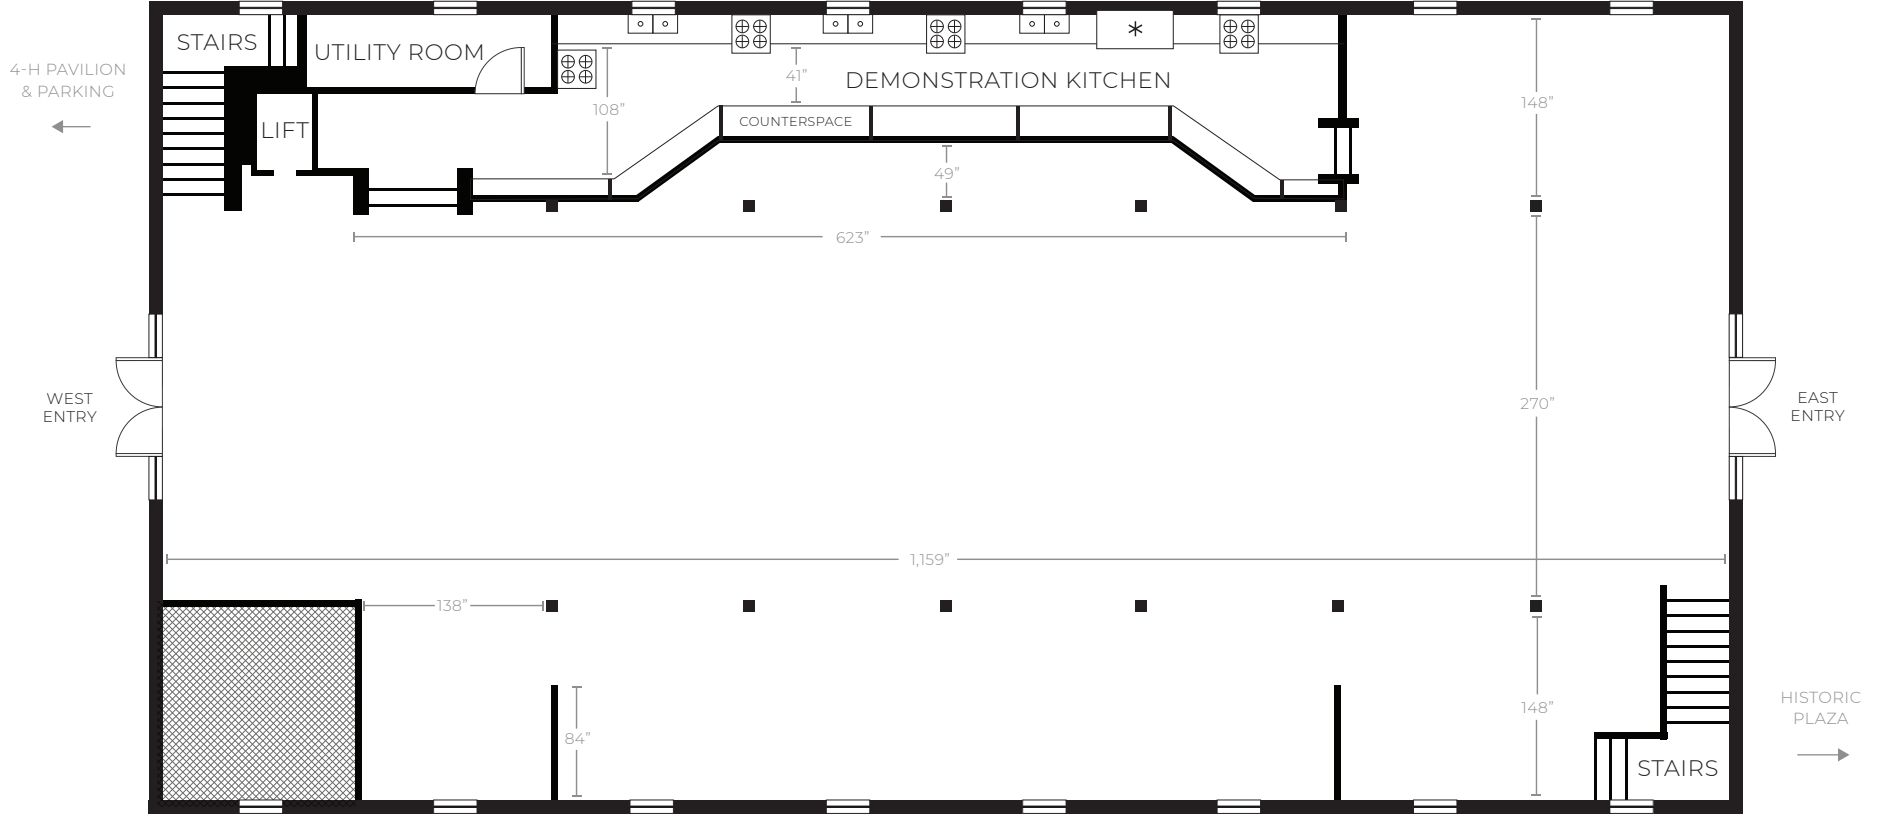 STAIRS
UTILITY ROOM
4-H PAVILION
& PARKING
LIFT
DEMONSTRATION KITCHEN
*
41”
108”
COUNTERSPACE
148”
49”
623”
WEST
ENTRY
270”
EAST
ENTRY
1,159”
138”
84”
148”
HISTORIC
PLAZA
STAIRS